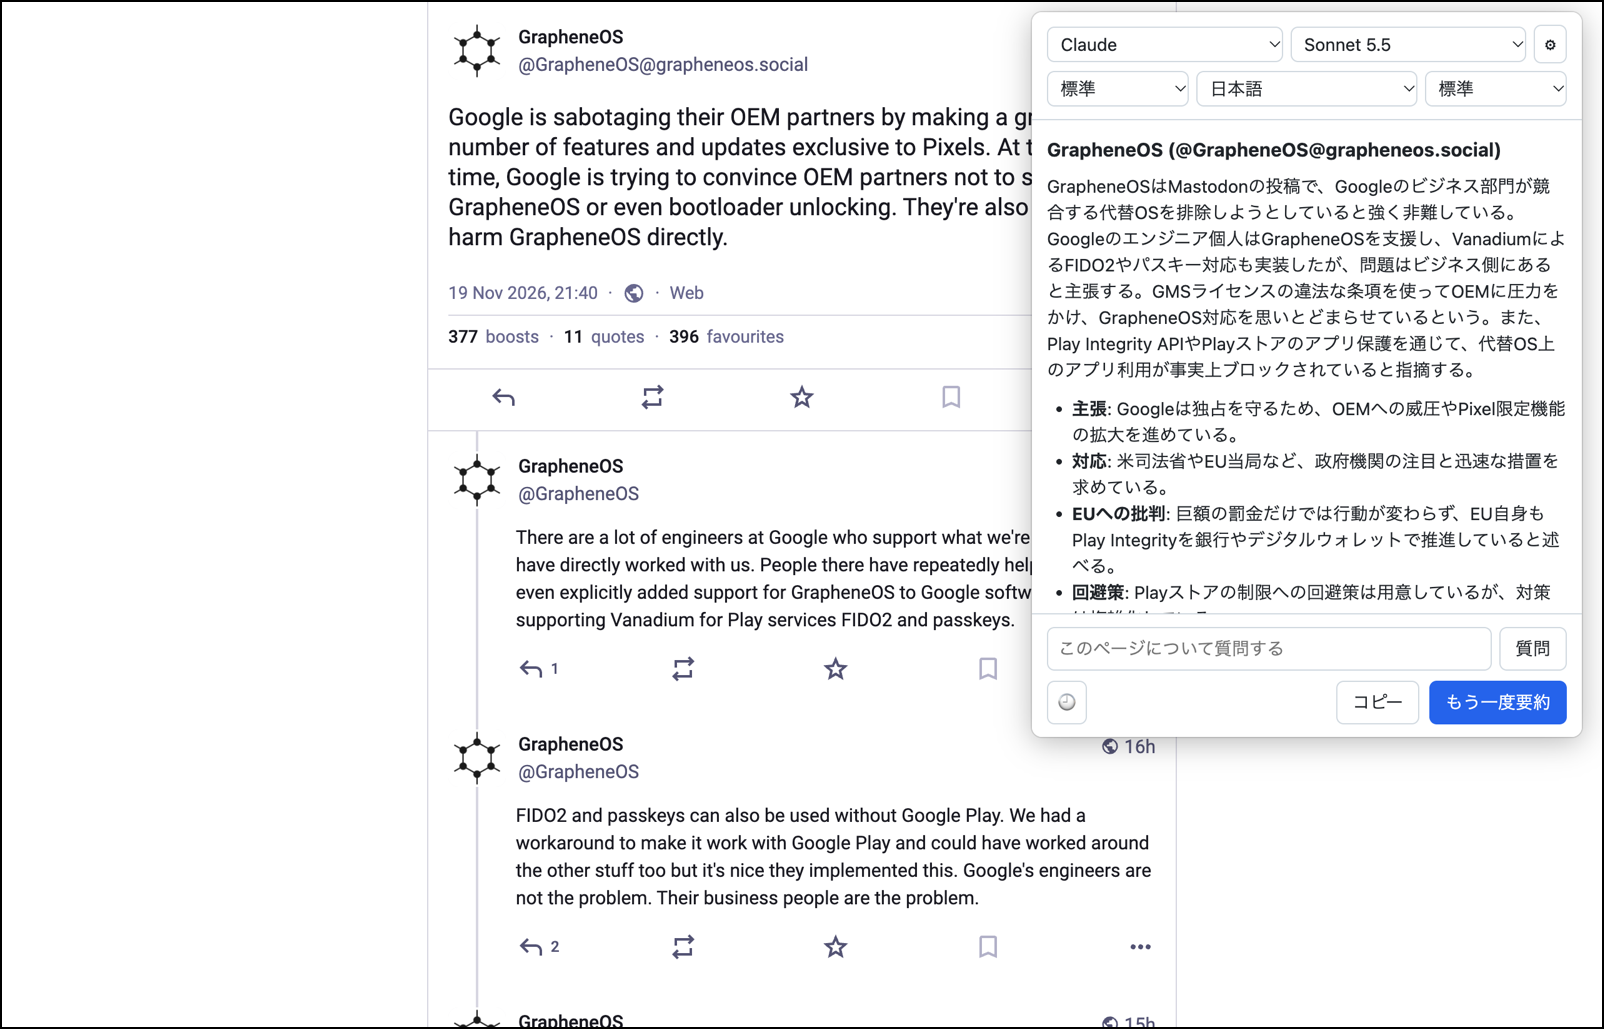 GrapheneOS
@GrapheneOS@grapheneos.social
Google is sabotaging their OEM partners by making a
number of features and updates exclusive to Pixels. At
time, Google is trying to convince OEM partners not to
GrapheneOS or even bootloader unlocking. They're also
harm GrapheneOS directly.
19 Nov 2026, 21:40 · Web
377 boosts · 11 quotes · 396 favourites
GrapheneOS
@GrapheneOS
There are a lot of engineers at Google who support what we're
have directly worked with us. People there have repeatedly
even explicitly added support for GrapheneOS to Google
supporting Vanadium for Play services FIDO2 and passkeys.
1
GrapheneOS
@GrapheneOS
16h
FIDO2 and passkeys can also be used without Google Play. We had a
workaround to make it work with Google Play and could have worked around
the other stuff too but it's nice they implemented this. Google's engineers are
not the problem. Their business people are the problem.
2
GrapheneOS
15h
Claude
Sonnet 5.5
標準
日本語
標準
GrapheneOS (@GrapheneOS@grapheneos.social)
GrapheneOSはMastodonの投稿で、Googleのビジネス部門が競
合する代替OSを排除しようとしていると強く非難している。
Googleのエンジニア個人はGrapheneOSを支援し、Vanadiumによ
るFIDO2やパスキー対応も実装したが、問題はビジネス側にある
と主張する。GMSライセンスの違法な条項を使ってOEMに圧力を
かけ、GrapheneOS対応を思いとどまらせているという。また、
Play Integrity APIやPlayストアのアプリ保護を通じて、代替OS上
のアプリ利用が事実上ブロックされていると指摘する。
• 主張: Googleは独占を守るため、OEMへの威圧やPixel限定機能
の拡大を進めている。
• 対応: 米司法省やEU当局など、政府機関の注目と迅速な措置を
求めている。
• EUへの批判: 巨額の罰金だけでは行動が変わらず、EU自身も
Play Integrityを銀行やデジタルウォレットで推進していると述
べる。
• 回避策: Playストアの制限への回避策は用意しているが、対策
このページについて質問する
質問
コピー
もう一度要約